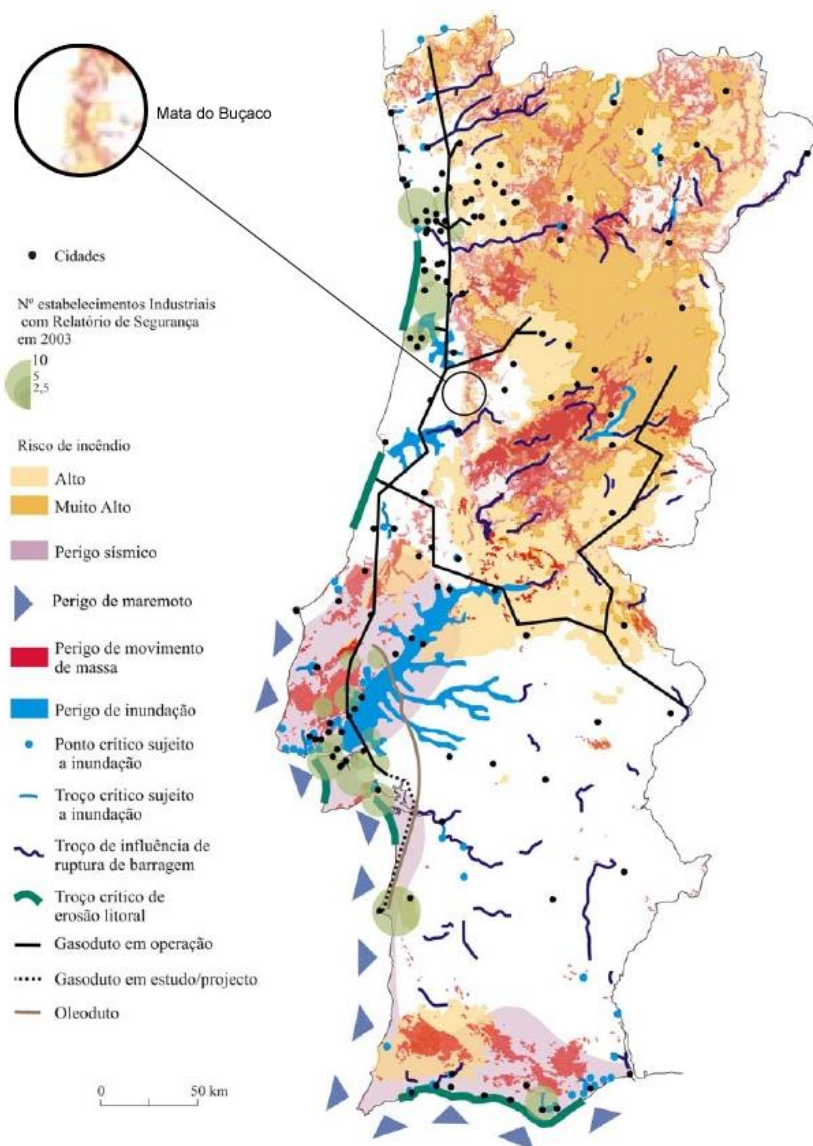 Mata do Buçaco
Cidades
Nº estabelecimentos Industriais
com Relatório de Segurança
em 2003
10
5
2,5
Risco de incêndio
Alto
Muito Alto
Perigo sísmico
Perigo de maremoto
Perigo de movimento
de massa
Perigo de inundação
Ponto crítico sujeito
a inundação
Troço crítico sujeito
a inundação
Troço de influência de
ruptura de barragem
Troço crítico de
erosão litoral
Gasoduto em operação
Gasoduto em estudo/projecto
Oleoduto
0 50 km